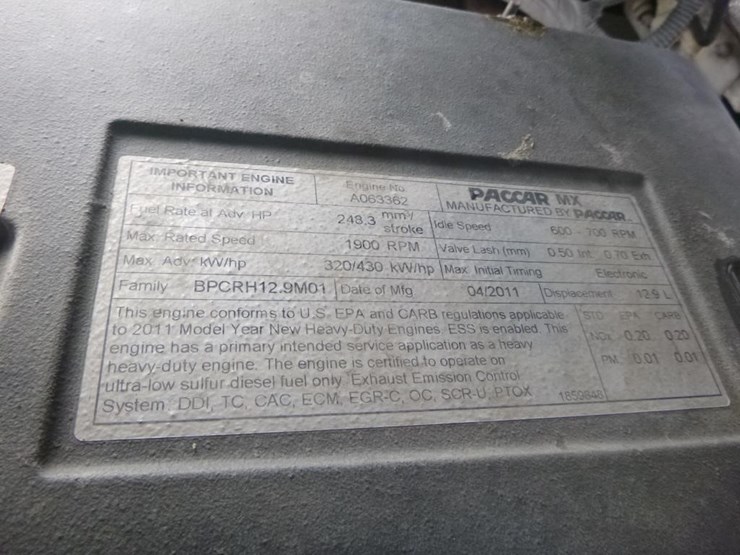 IMPORTANT ENGINE
INFORMATION
Engine No
A063362
PACCAR MX
MANUFACTURED BY PACCAR
Fuel Rate at Adv HP 248.3 mm³/
stroke
Idle Speed 600 - 700 RPM
Max Rated Speed 1900 RPM
Valve Lash (mm) 0.50 Int 0.70 Exh
Max Adv kW/hp 320/430 kW/hp
Max Initial Timing Electronic
Family BPCRH12.9M01
Date of Mfg 04/2011
Displacement 12.9 L
This engine conforms to U.S. EPA and CARB regulations applicable
to 2011 Model Year New Heavy-Duty Engines. ESS is enabled. This
engine has a primary intended service application as a heavy
heavy-duty engine. The engine is certified to operate on
ultra-low sulfur diesel fuel only. Exhaust Emission Control
System: DDI, TC, CAC, ECM, EGR-C, OC, SCR-U, PTOX
STD EPA CARB
NOx 0.20 0.20
PM 0.01 0.01